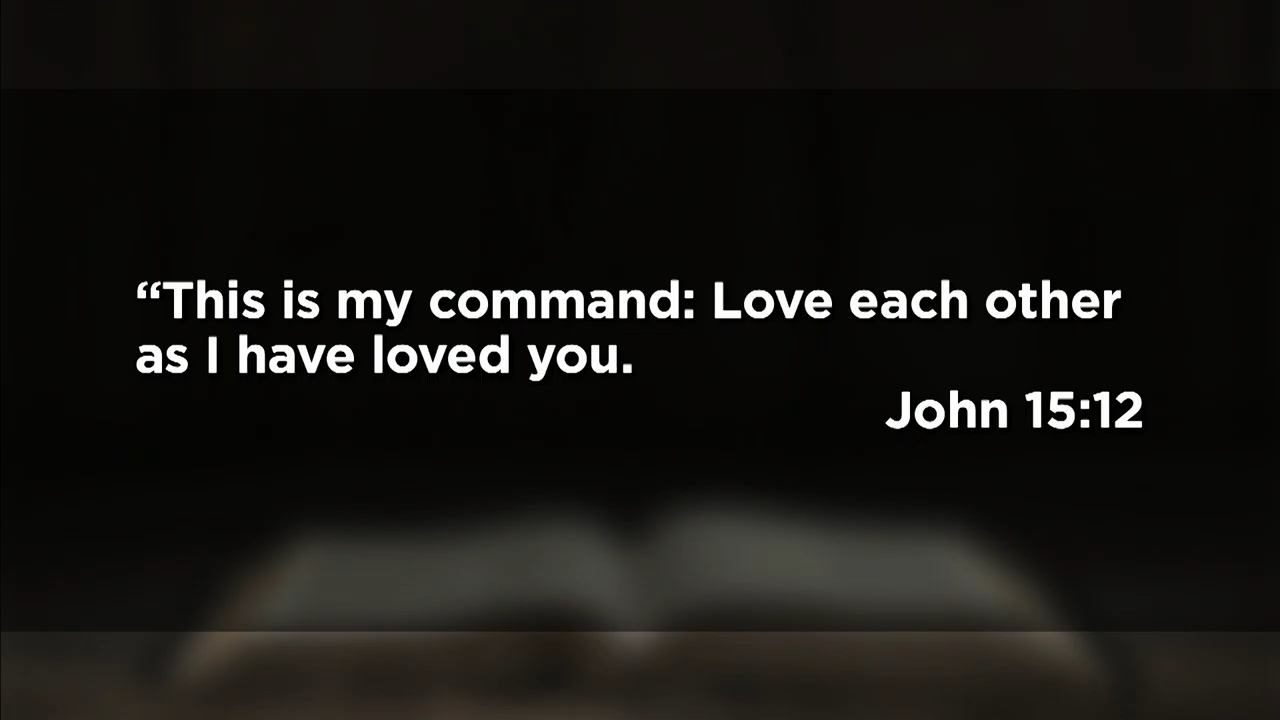 “This is my command: Love each other
as I have loved you.
John 15:12